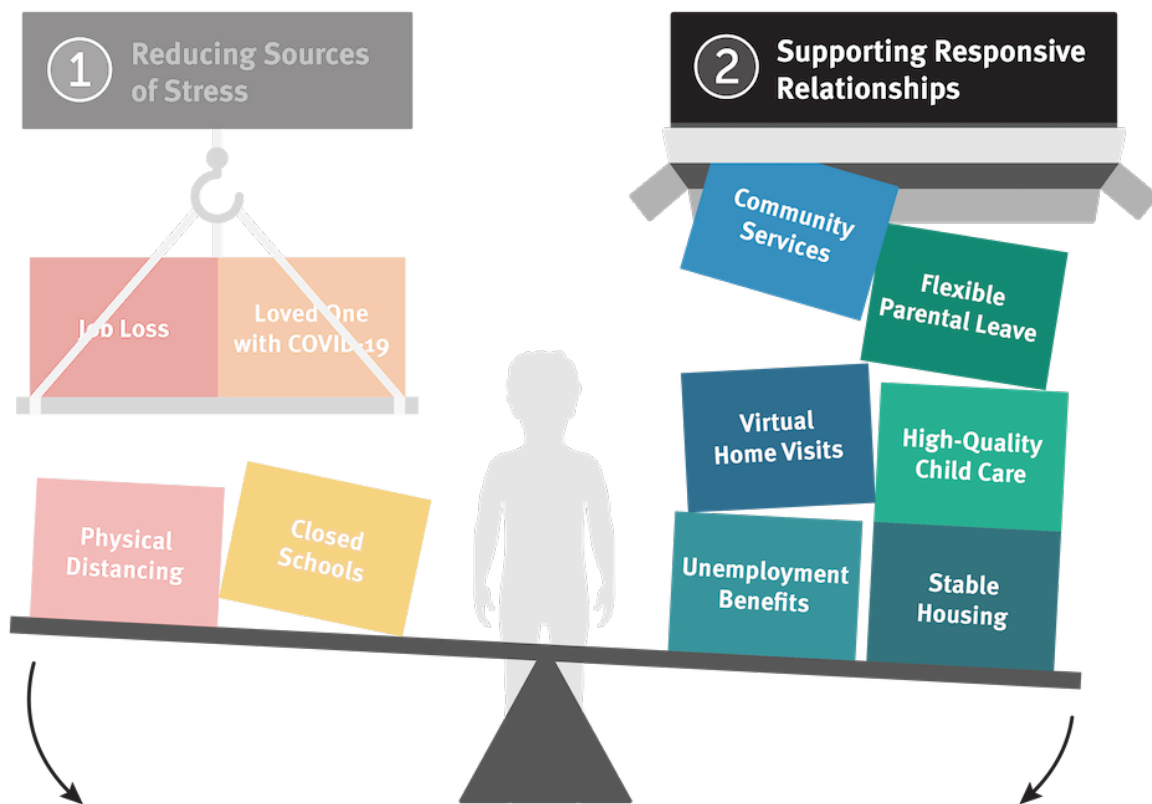 1
Reducing Sources
of Stress
Job Loss
Loved One
with COVID-19
Physical
Distancing
Closed
Schools
2
Supporting Responsive
Relationships
Community
Services
Flexible
Parental Leave
Virtual
Home Visits
High-Quality
Child Care
Unemployment
Benefits
Stable
Housing